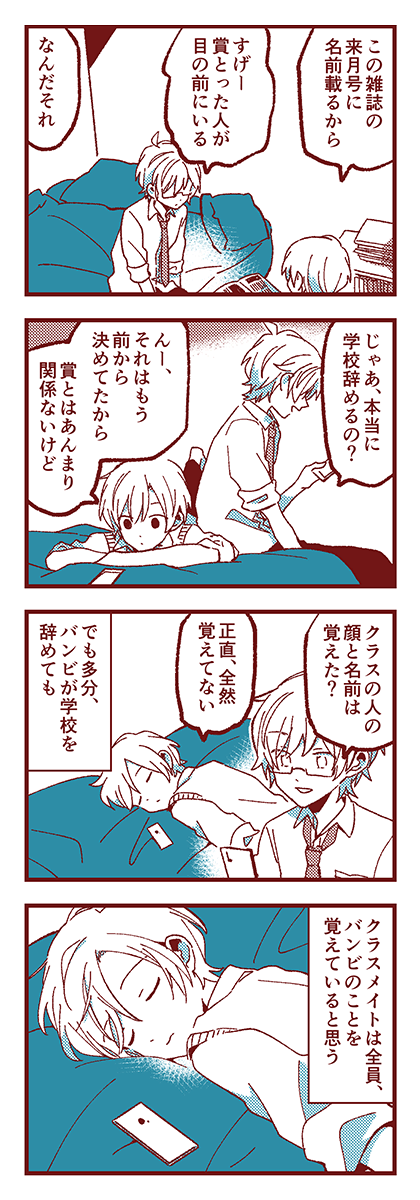 この雑誌の
来月号に
名前載るから
すげー
賞とった人が
目の前にいる
なんだそれ
じゃあ、本当に
学校辞めるの？
んー、
それはもう
前から
決めてたから
賞とはあんまり
関係ないけど
クラスの人の
顔と名前は
覚えた？
正直、全然
覚えてない
でも多分、
バンビが学校を
辞めても
クラスメイトは全員、
バンビのことを
覚えていると思う